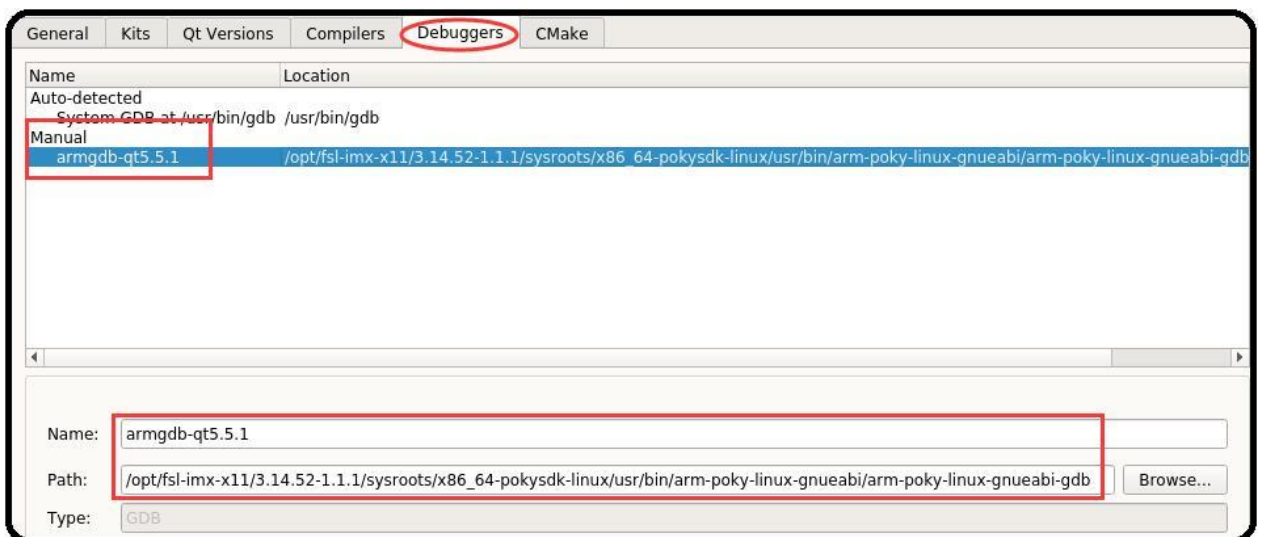 General Kits Qt Versions Compilers Debuggers CMake
Name Location
Auto-detected
System GDB at /usr/bin/gdb /usr/bin/gdb
Manual
armgdb-qt5.5.1 /opt/fsl-imx-x11/3.14.52-1.1.1/sysroots/x86_64-pokysdk-linux/usr/bin/arm-poky-linux-gnueabi/arm-poky-linux-gnueabi-gdb
Name: armgdb-qt5.5.1
Path: /opt/fsl-imx-x11/3.14.52-1.1.1/sysroots/x86_64-pokysdk-linux/usr/bin/arm-poky-linux-gnueabi/arm-poky-linux-gnueabi-gdb Browse...
Type: GDB